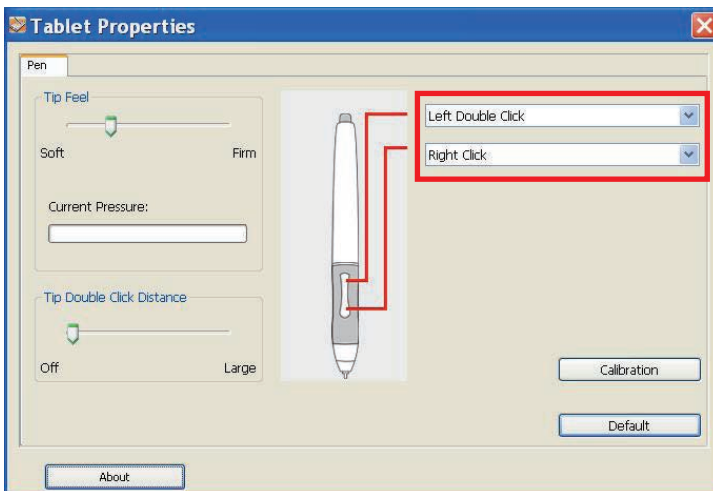 Tablet Properties
Pen
Tip Feel
Soft Firm
Current Pressure:
Tip Double Click Distance
Off Large
Left Double Click
Right Click
Calibration
Default
About